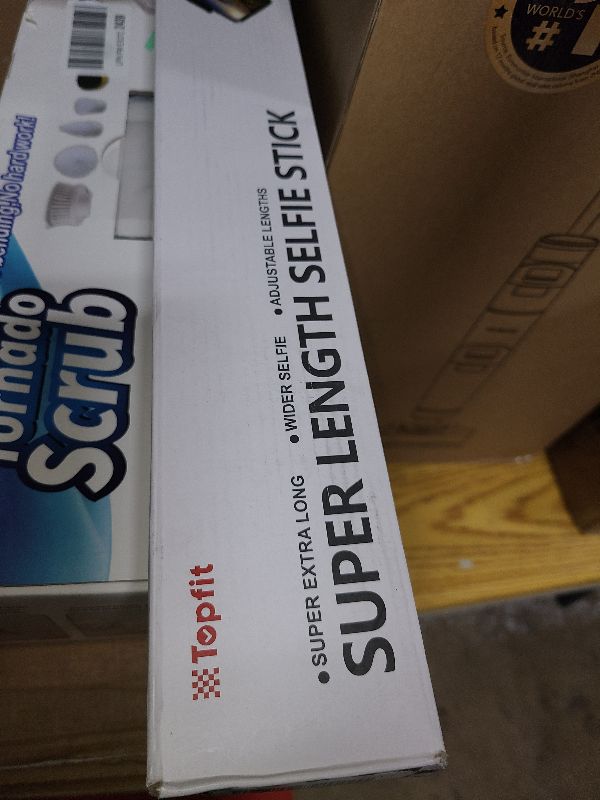 Topfit
• SUPER EXTRA LONG • WIDER SELFIE • ADJUSTABLE LENGTHS
SUPER LENGTH SELFIE STICK
No hard work!
Tornado
Scrub
WORLD'S
#1